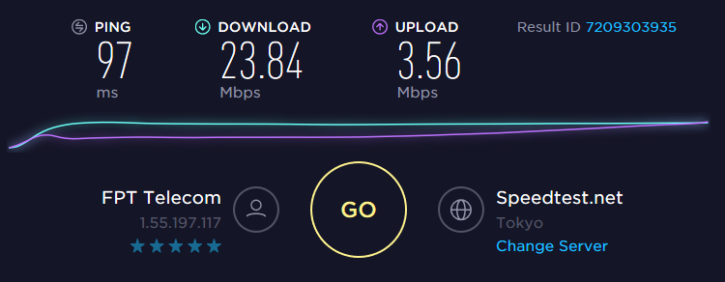 PING DOWNLOAD UPLOAD Result ID 7209303935
97 23.84 3.56
ms Mbps Mbps
FPT Telecom GO Speedtest.net
1.55.197.117 Tokyo
Change Server